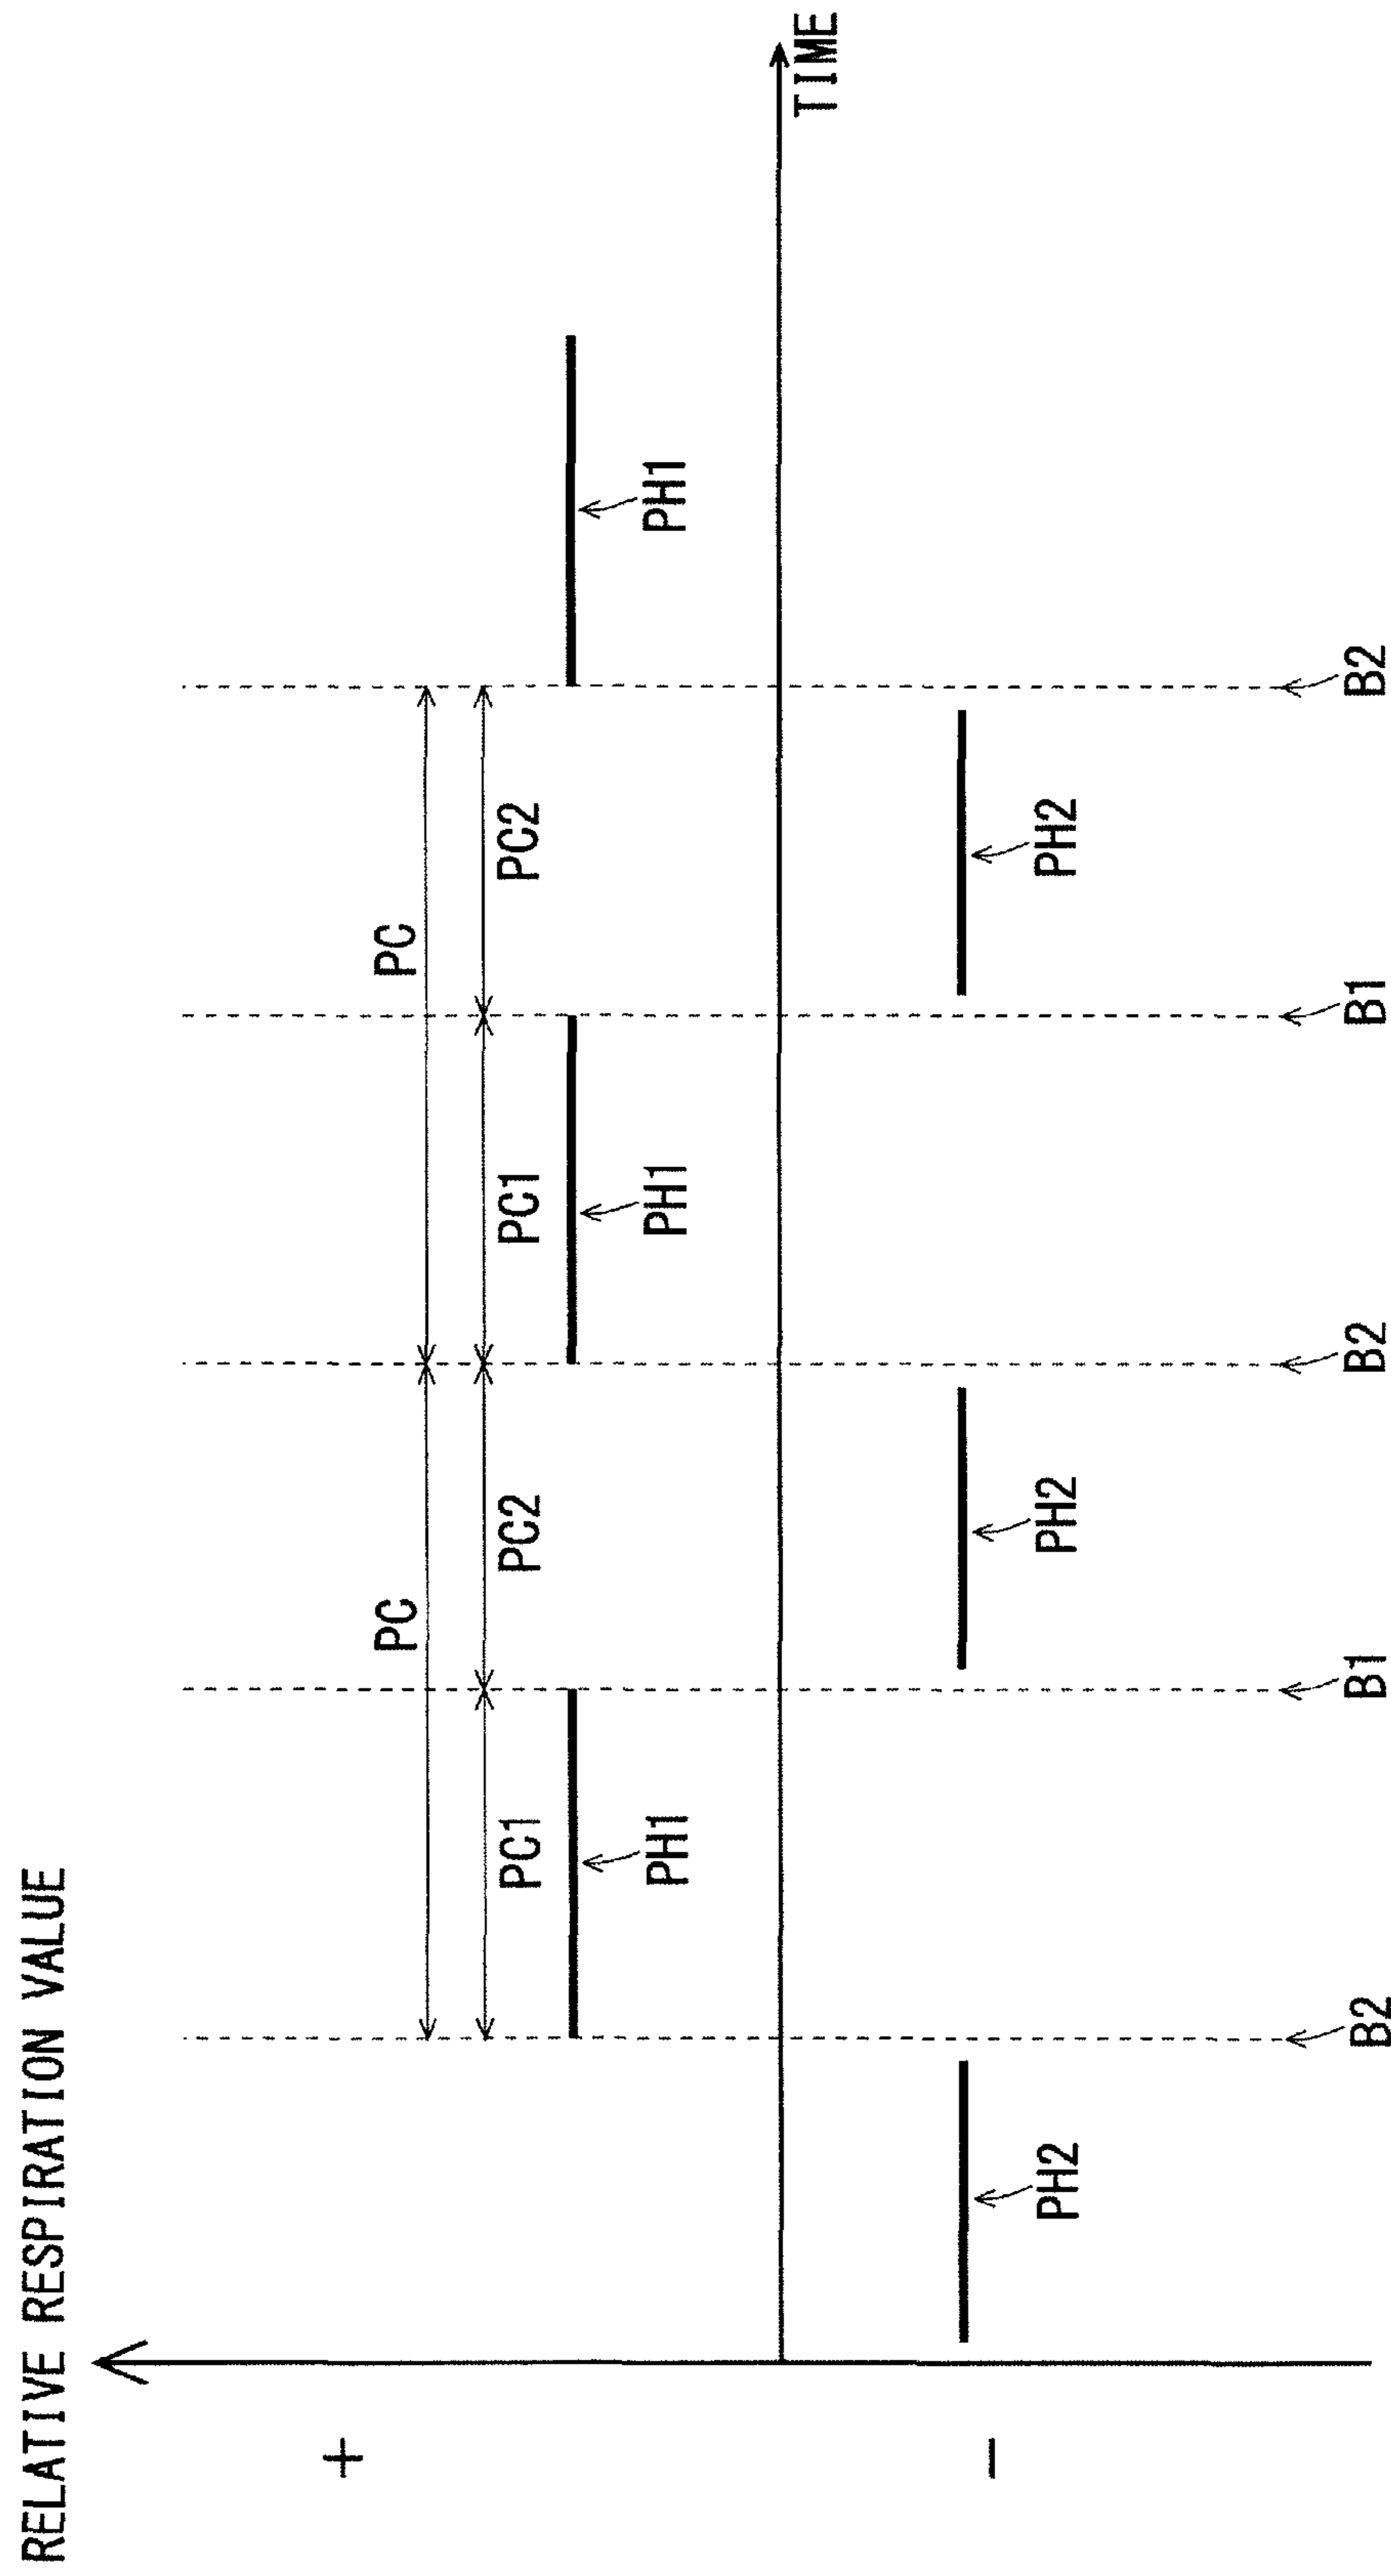 RELATIVE RESPIRATION VALUE
+
PC PC
PC1 PC2 PC1 PC2
PH1 PH1 PH1
TIME
−
PH2 PH2 PH2
B2 B1 B2 B1 B2